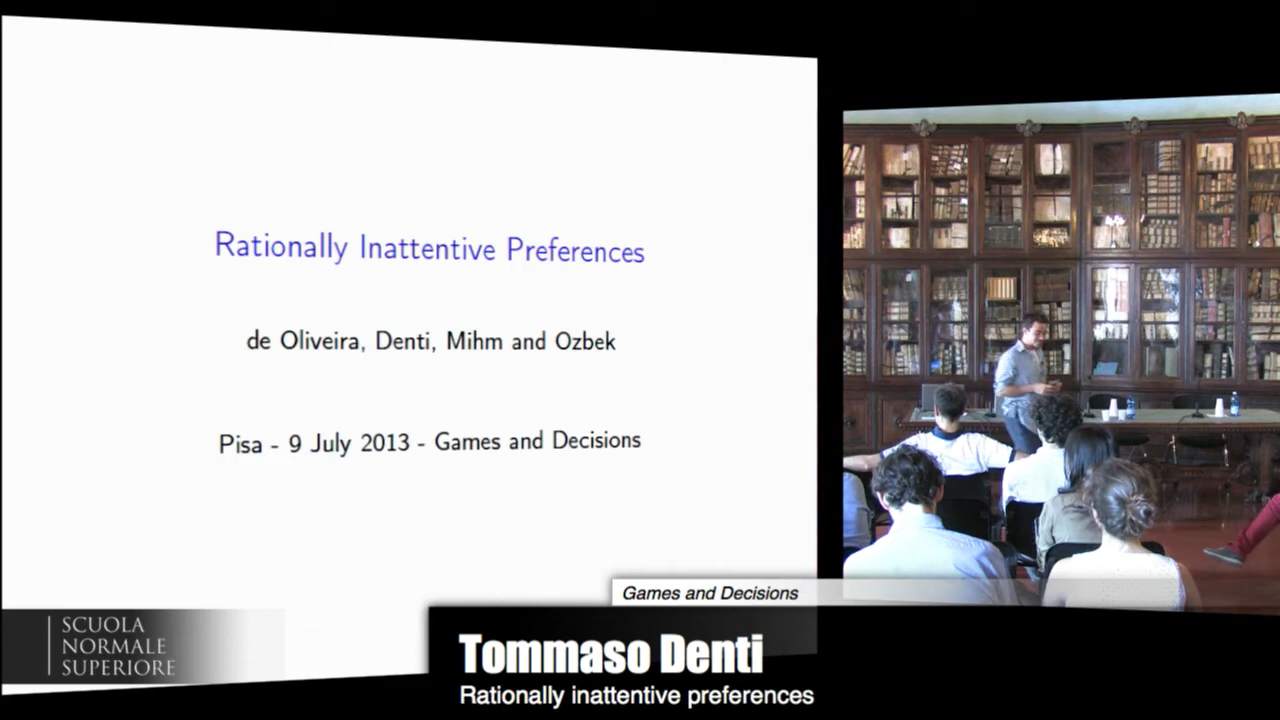 Rationally Inattentive Preferences
de Oliveira, Denti, Mihm and Ozbek
Pisa - 9 July 2013 - Games and Decisions
Games and Decisions
SCUOLA
NORMALE
SUPERIORE
Tommaso Denti
Rationally inattentive preferences